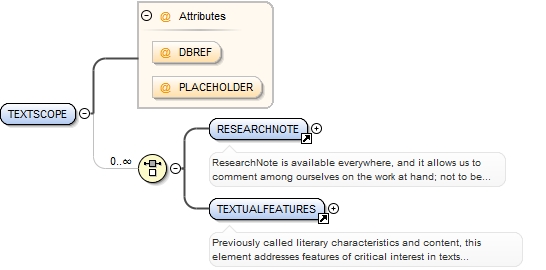 Attributes
DBREF
PLACEHOLDER
TEXTSCOPE
0..∞
RESEARCHNOTE
ResearchNote is available everywhere, and it allows us to
comment among ourselves on the work at hand; not to be...
TEXTUALFEATURES
Previously called literary characteristics and content, this
element addresses features of critical interest in texts...